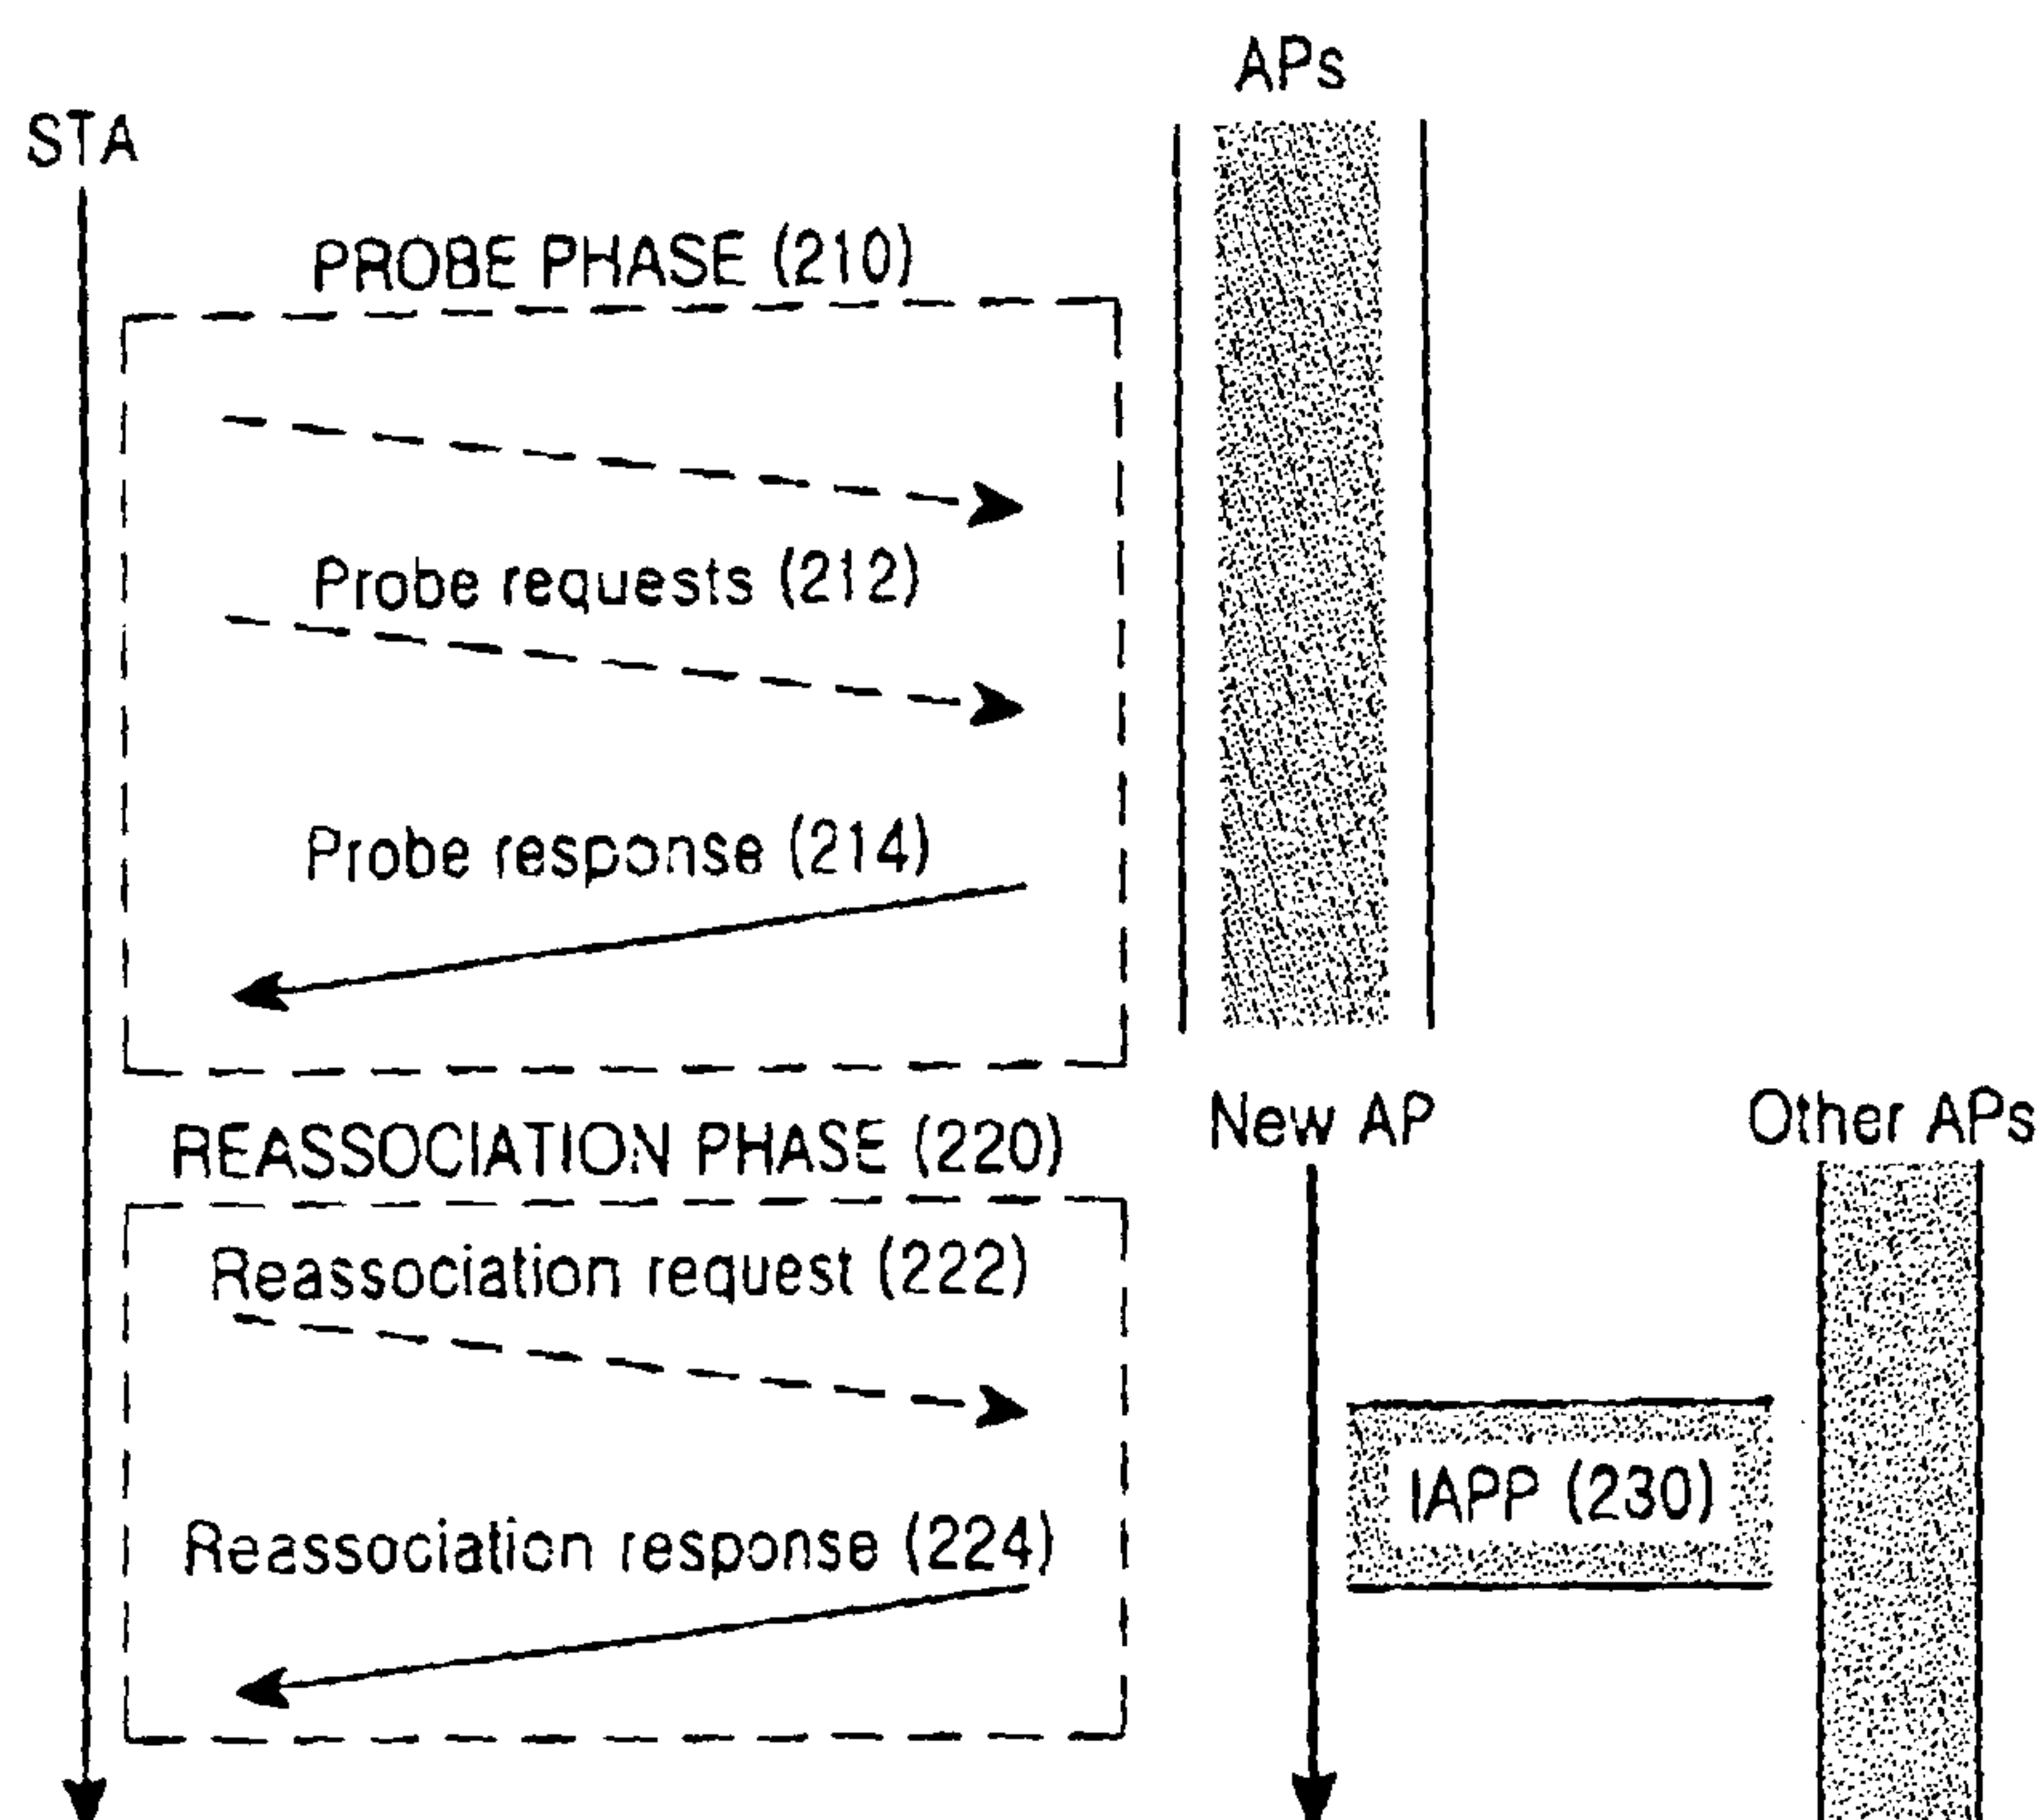 APs
STA
PROBE PHASE (210)
Probe requests (212)
Probe response (214)
New AP
Other APs
REASSOCIATION PHASE (220)
Reassociation request (222)
IAPP (230)
Reassociation response (224)